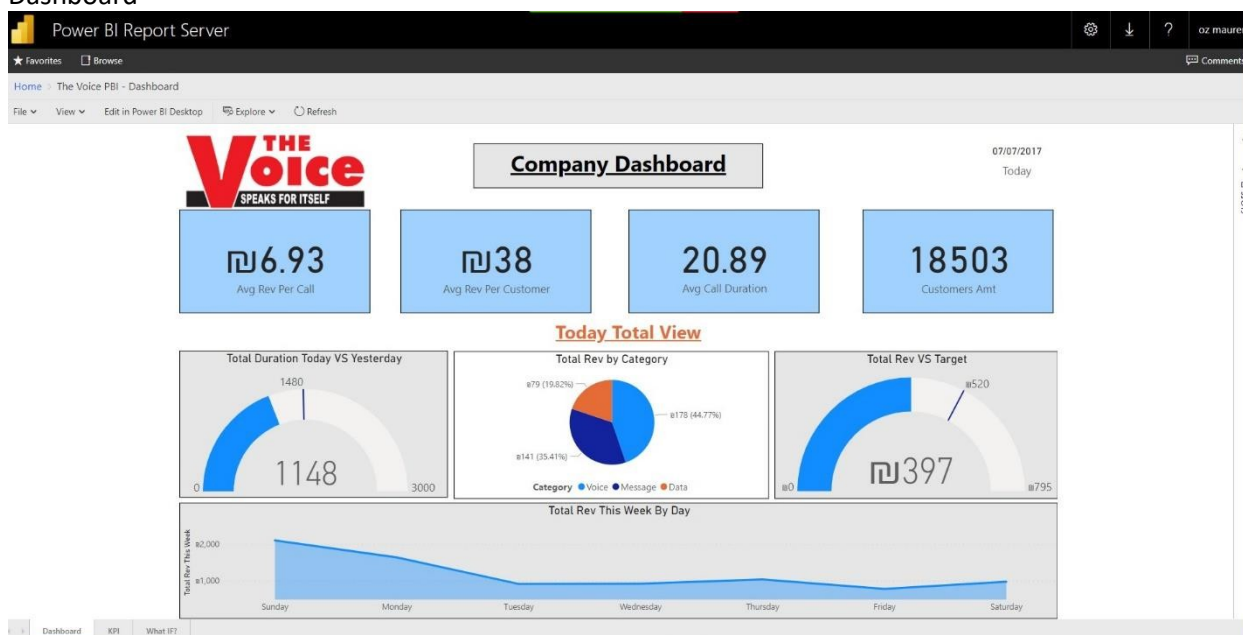 Dashboard
Power BI Report Server
oz maurer
Favorites Browse
Comments
Home > The Voice PBI - Dashboard
File View Edit in Power BI Desktop Explore Refresh
THE
Voice
SPEAKS FOR ITSELF
Company Dashboard
07/07/2017
Today
₪6.93
Avg Rev Per Call
₪38
Avg Rev Per Customer
20.89
Avg Call Duration
18503
Customers Amt
Today Total View
Total Duration Today VS Yesterday
1480
1148
0
3000
Total Rev by Category
₪79 (19.82%)
₪178 (44.77%)
₪141 (35.41%)
Category Voice Message Data
Total Rev VS Target
₪520
₪397
₪0
₪795
Total Rev This Week By Day
Total Rev This Week
₪2,000
₪1,000
Sunday Monday Tuesday Wednesday Thursday Friday Saturday
Dashboard KPI What IF?